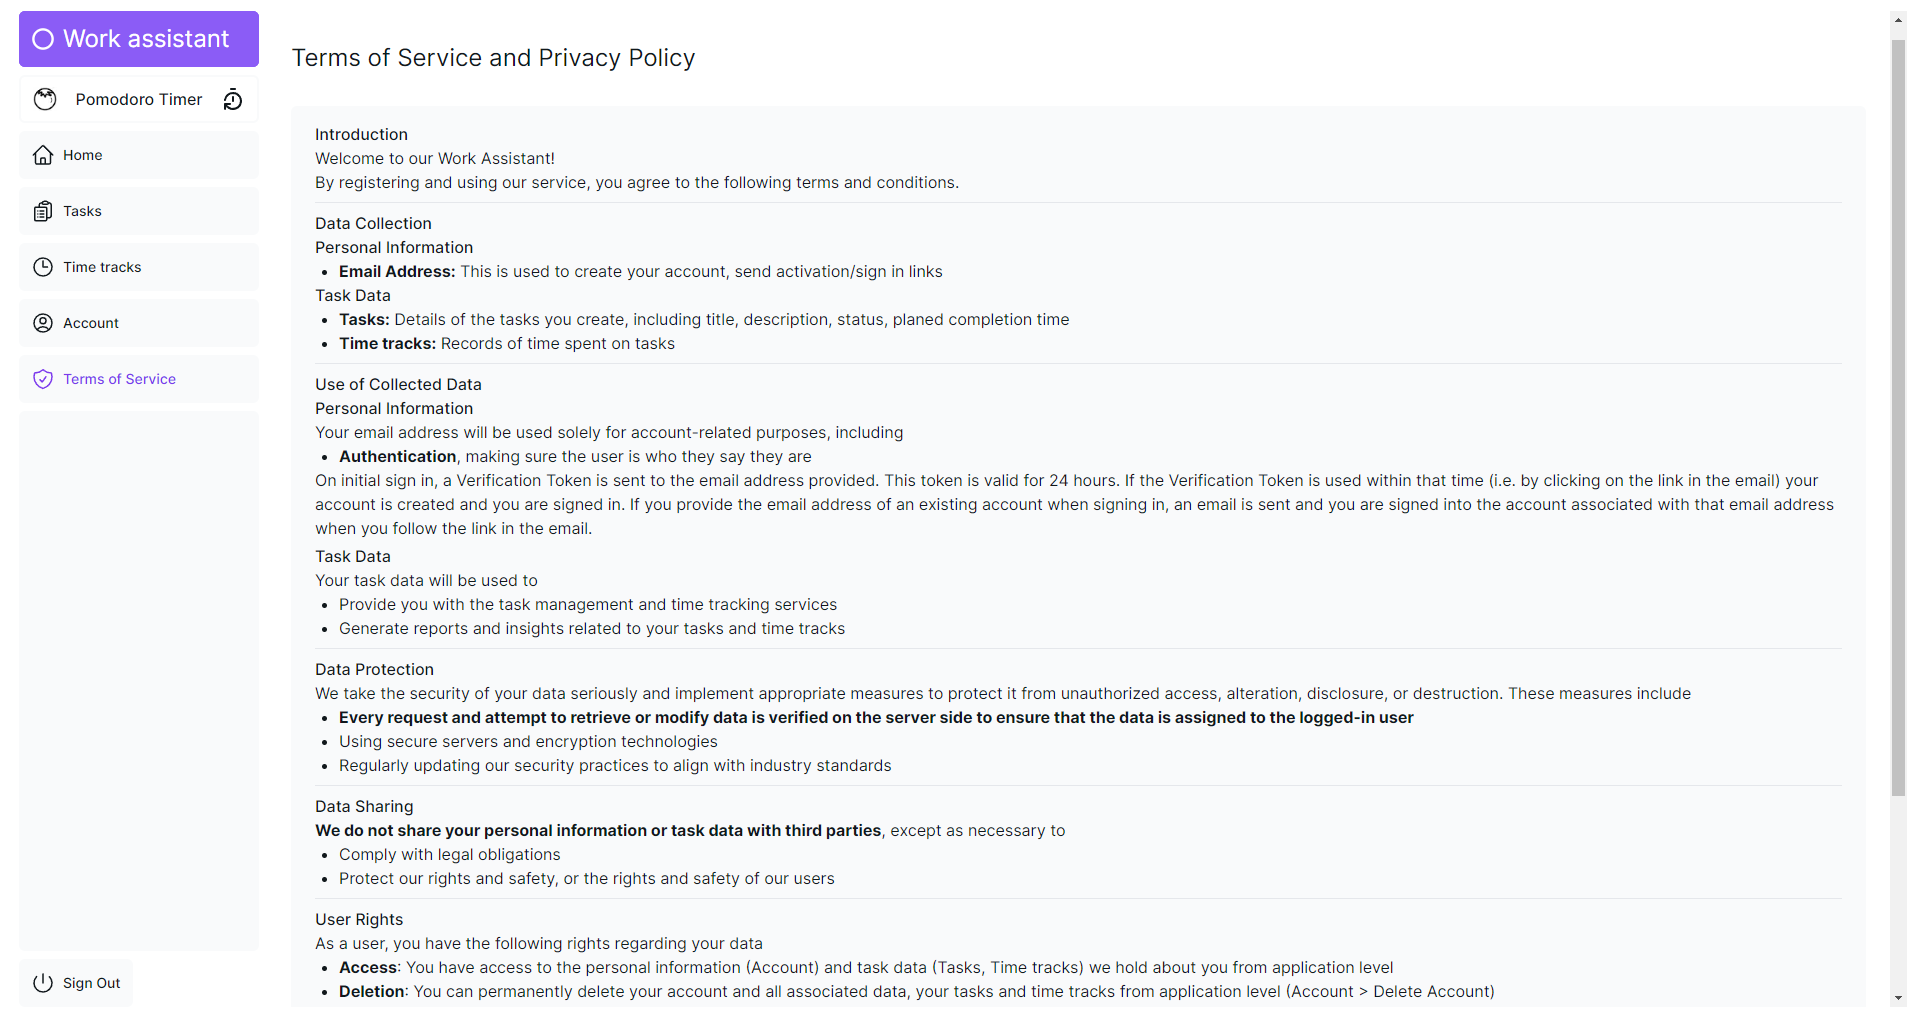 Work assistant
Pomodoro Timer
Home
Tasks
Time tracks
Account
Terms of Service
Sign Out
Terms of Service and Privacy Policy
Introduction
Welcome to our Work Assistant!
By registering and using our service, you agree to the following terms and conditions.
Data Collection
Personal Information
• Email Address: This is used to create your account, send activation/sign in links
Task Data
• Tasks: Details of the tasks you create, including title, description, status, planed completion time
• Time tracks: Records of time spent on tasks
Use of Collected Data
Personal Information
Your email address will be used solely for account-related purposes, including
• Authentication, making sure the user is who they say they are
On initial sign in, a Verification Token is sent to the email address provided. This token is valid for 24 hours. If the Verification Token is used within that time (i.e. by clicking on the link in the email) your
account is created and you are signed in. If you provide the email address of an existing account when signing in, an email is sent and you are signed into the account associated with that email address
when you follow the link in the email.
Task Data
Your task data will be used to
• Provide you with the task management and time tracking services
• Generate reports and insights related to your tasks and time tracks
Data Protection
We take the security of your data seriously and implement appropriate measures to protect it from unauthorized access, alteration, disclosure, or destruction. These measures include
• Every request and attempt to retrieve or modify data is verified on the server side to ensure that the data is assigned to the logged-in user
• Using secure servers and encryption technologies
• Regularly updating our security practices to align with industry standards
Data Sharing
We do not share your personal information or task data with third parties, except as necessary to
• Comply with legal obligations
• Protect our rights and safety, or the rights and safety of our users
User Rights
As a user, you have the following rights regarding your data
• Access: You have access to the personal information (Account) and task data (Tasks, Time tracks) we hold about you from application level
• Deletion: You can permanently delete your account and all associated data, your tasks and time tracks from application level (Account > Delete Account)